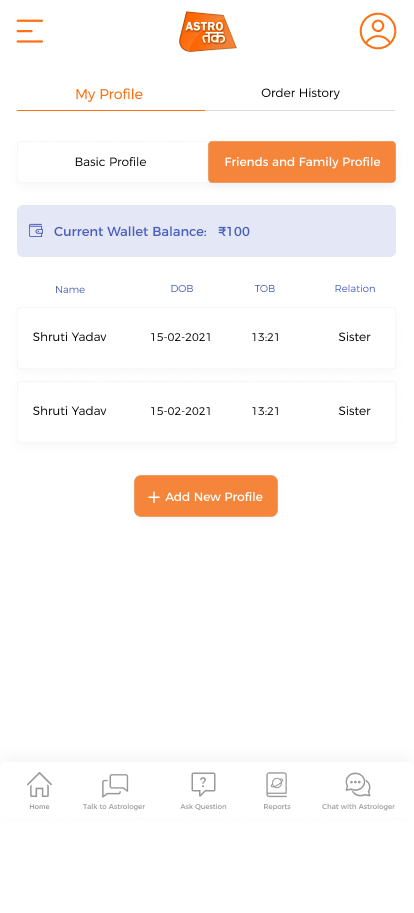 ASTRO
तक
My Profile
Order History
Basic Profile
Friends and Family Profile
Current Wallet Balance: ₹100
Name DOB TOB Relation
Shruti Yadav 15-02-2021 13:21 Sister
Shruti Yadav 15-02-2021 13:21 Sister
+ Add New Profile
?
Home Talk to Astrologer Ask Question Reports Chat with Astrologer